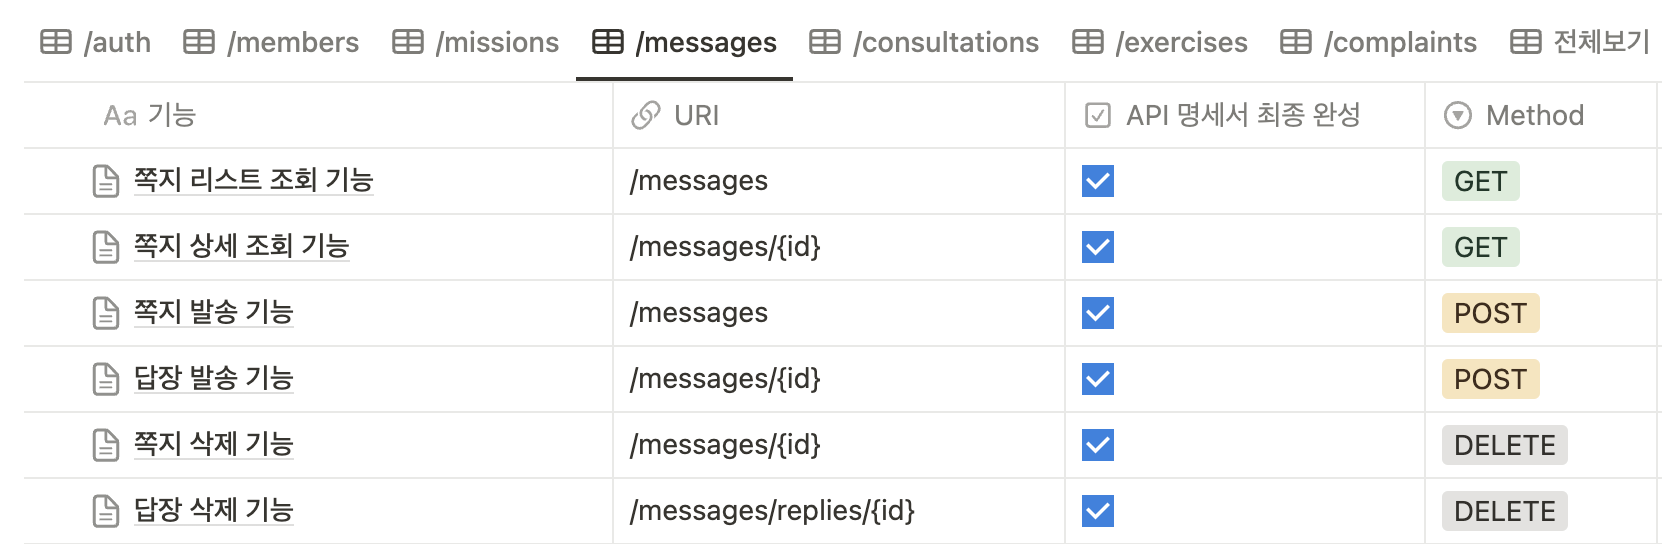 /auth /members /missions /messages /consultations /exercises /complaints 전체보기
Aa 기능 URI API 명세서 최종 완성 Method
쪽지 리스트 조회 기능 /messages GET
쪽지 상세 조회 기능 /messages/{id} GET
쪽지 발송 기능 /messages POST
답장 발송 기능 /messages/{id} POST
쪽지 삭제 기능 /messages/{id} DELETE
답장 삭제 기능 /messages/replies/{id} DELETE